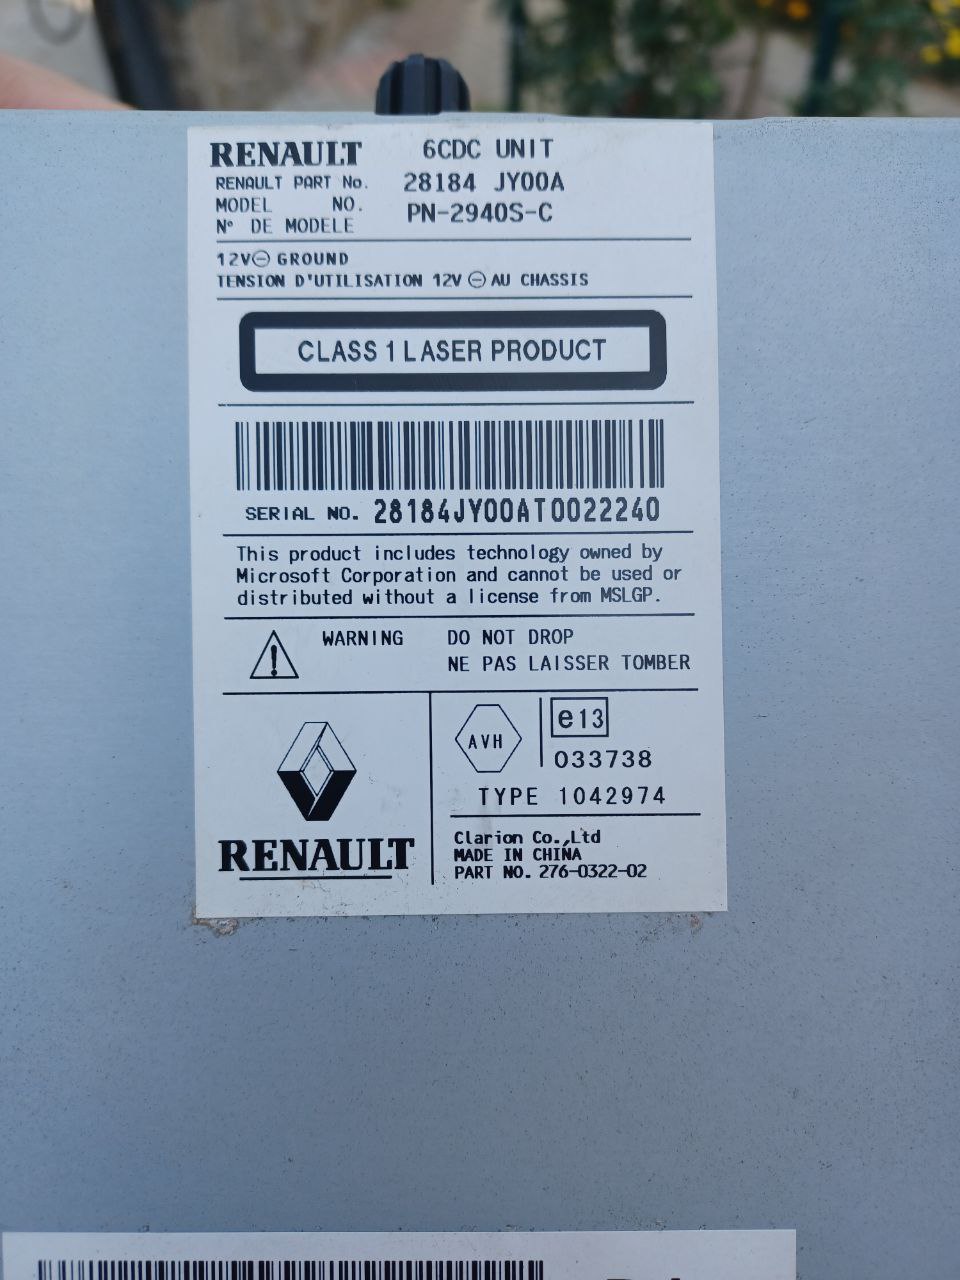 RENAULT 6CDC UNIT
RENAULT PART No. 28184 JY00A
MODEL NO. PN-2940S-C
N° DE MODELE
12V⊖ GROUND
TENSION D'UTILISATION 12V ⊖ AU CHASSIS
CLASS 1 LASER PRODUCT
SERIAL NO. 28184JY00AT0022240
This product includes technology owned by
Microsoft Corporation and cannot be used or
distributed without a license from MSLGP.
WARNING DO NOT DROP
NE PAS LAISSER TOMBER
AVH e13
033738
TYPE 1042974
RENAULT
Clarion Co.,Ltd
MADE IN CHINA
PART NO. 276-0322-02